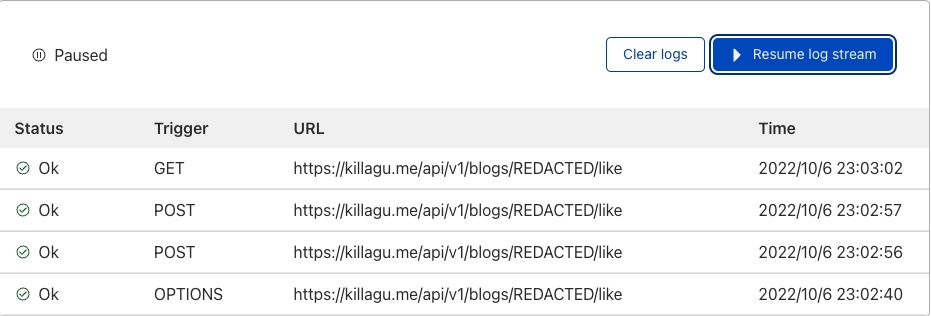 Paused Clear logs Resume log stream
Status Trigger URL Time
Ok GET https://killagu.me/api/v1/blogs/REDACTED/like 2022/10/6 23:03:02
Ok POST https://killagu.me/api/v1/blogs/REDACTED/like 2022/10/6 23:02:57
Ok POST https://killagu.me/api/v1/blogs/REDACTED/like 2022/10/6 23:02:56
Ok OPTIONS https://killagu.me/api/v1/blogs/REDACTED/like 2022/10/6 23:02:40